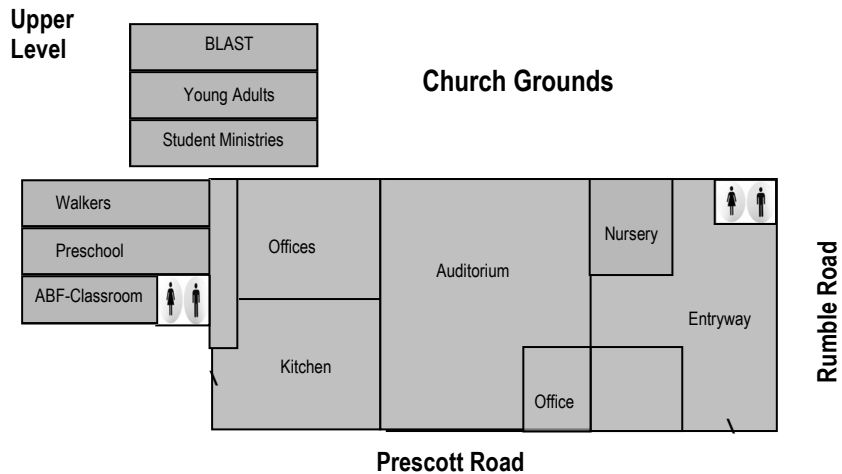 Upper
Level
BLAST
Young Adults
Student Ministries
Church Grounds
Walkers
Preschool
ABF-Classroom
Offices
Kitchen
Auditorium
Nursery
Entryway
Office
Rumble Road
Prescott Road